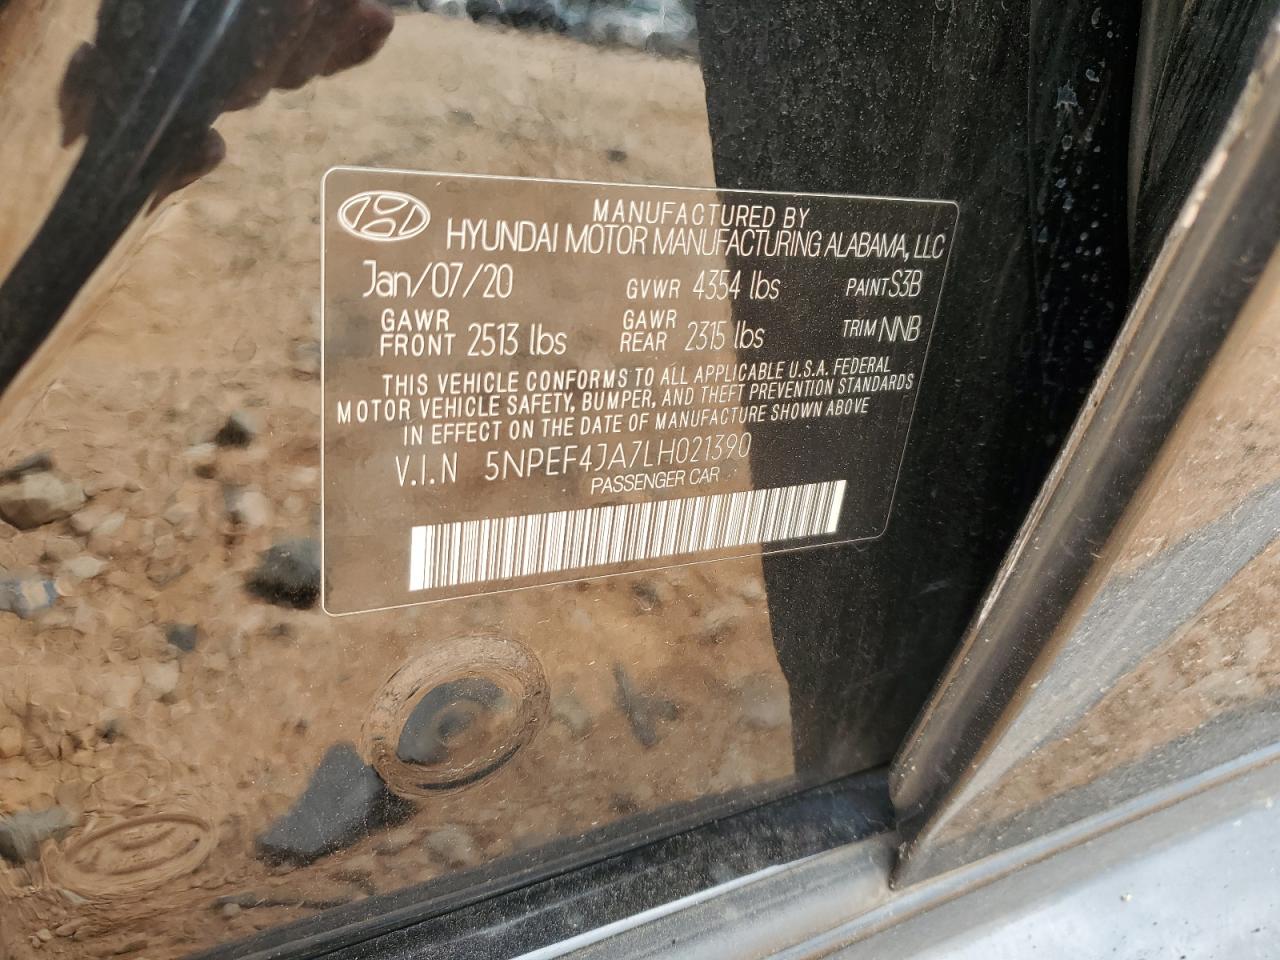 MANUFACTURED BY
HYUNDAI MOTOR MANUFACTURING ALABAMA, LLC
Jan/07/20 GVWR 4354 lbs PAINT S3B
GAWR FRONT 2513 lbs GAWR REAR 2315 lbs TRIM NNB
THIS VEHICLE CONFORMS TO ALL APPLICABLE U.S.A. FEDERAL
MOTOR VEHICLE SAFETY, BUMPER, AND THEFT PREVENTION STANDARDS
IN EFFECT ON THE DATE OF MANUFACTURE SHOWN ABOVE
V.I.N 5NPEF4JA7LH021390
PASSENGER CAR